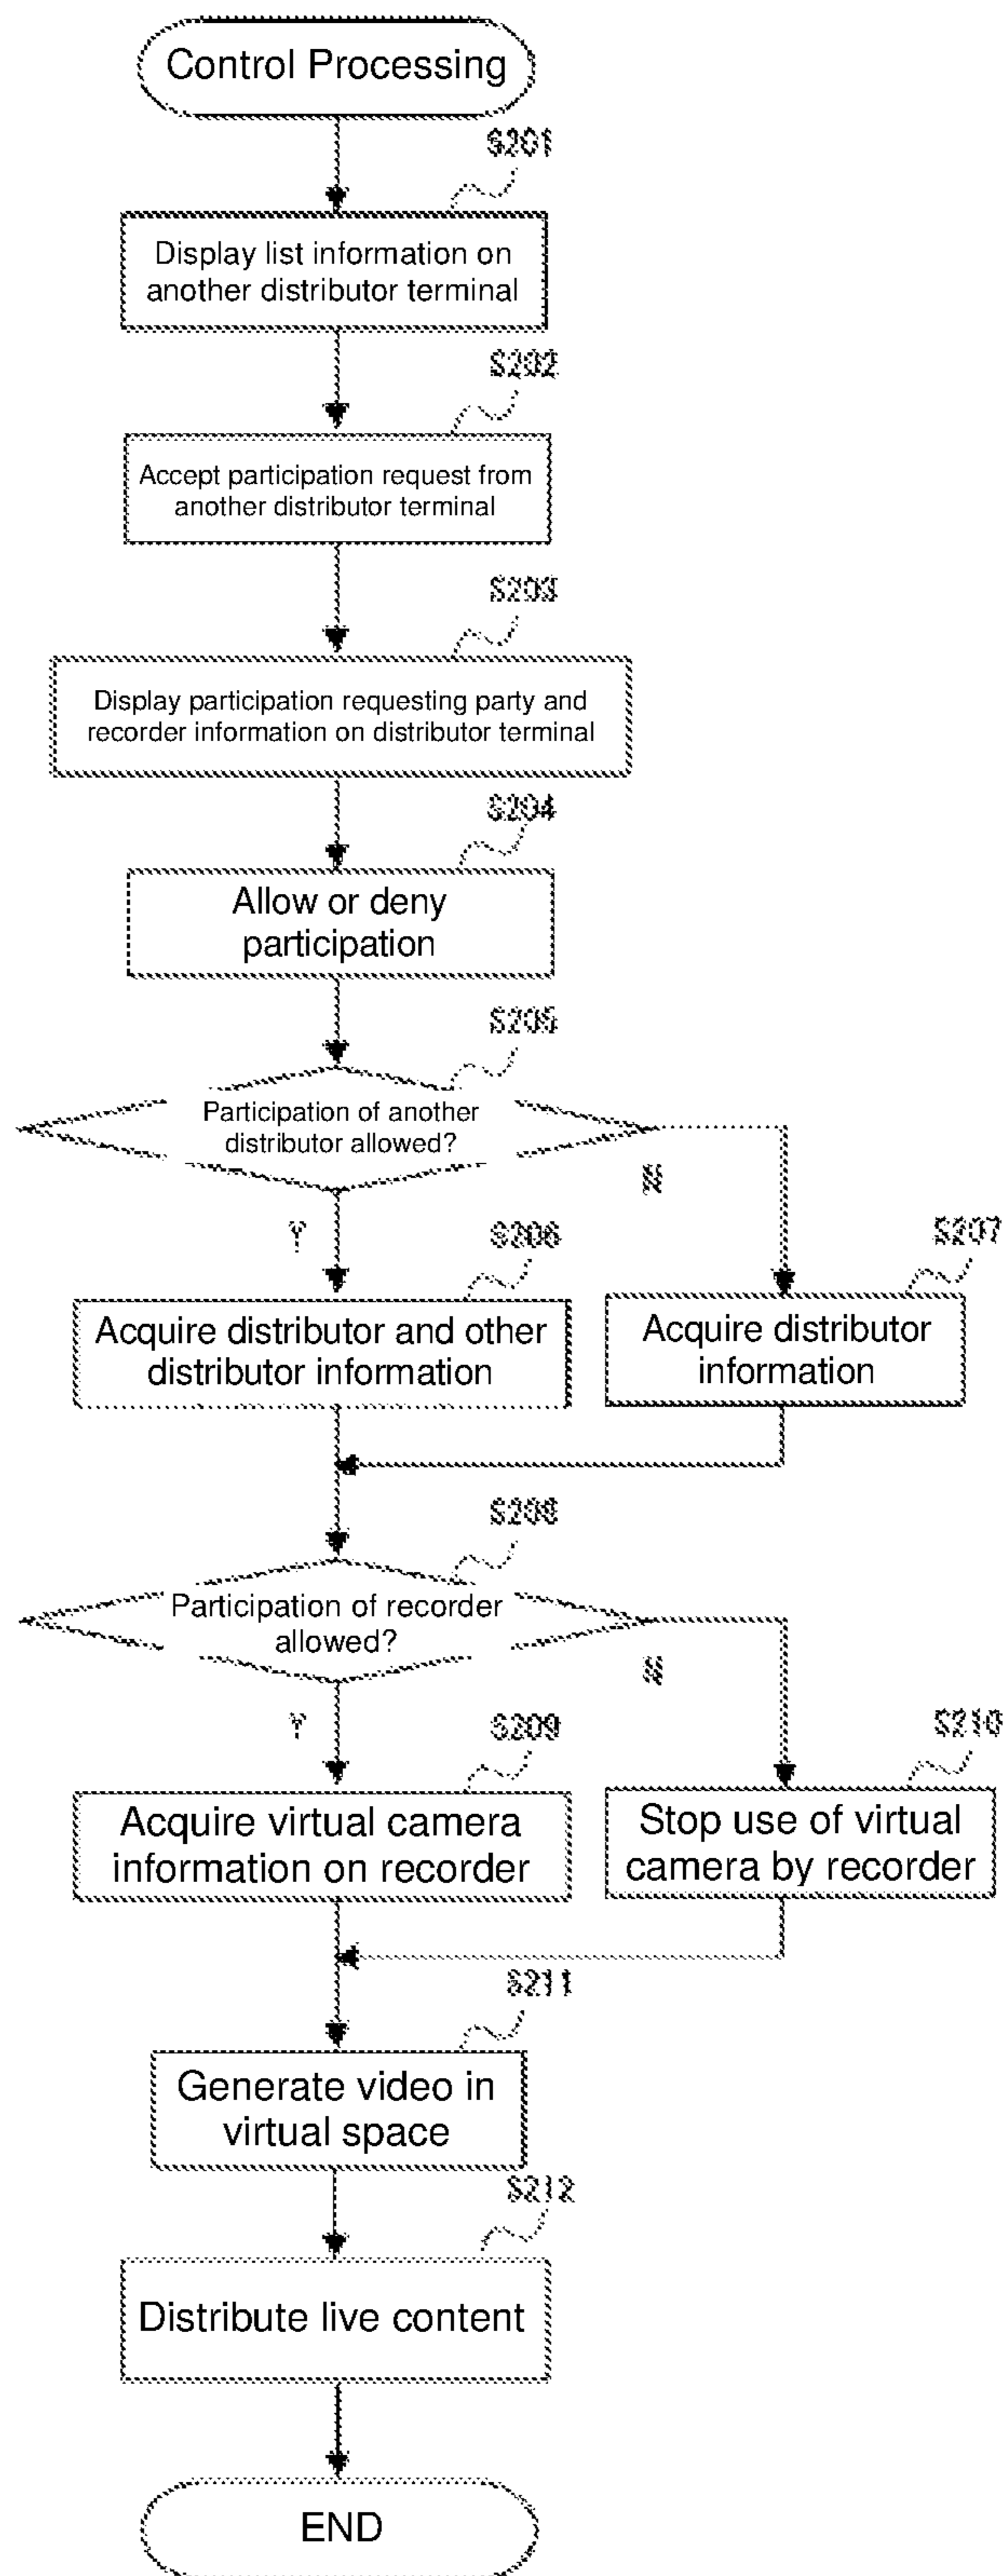 Control Processing
S201
Display list information on
another distributor terminal
S202
Accept participation request from
another distributor terminal
S203
Display participation requesting party and
recorder information on distributor terminal
S204
Allow or deny
participation
S205
Participation of another
distributor allowed?
N
Y
S206
S207
Acquire distributor and other
distributor information
Acquire distributor
information
S208
Participation of recorder
allowed?
N
Y
S209
S210
Acquire virtual camera
information on recorder
Stop use of virtual
camera by recorder
S211
Generate video in
virtual space
S212
Distribute live content
END